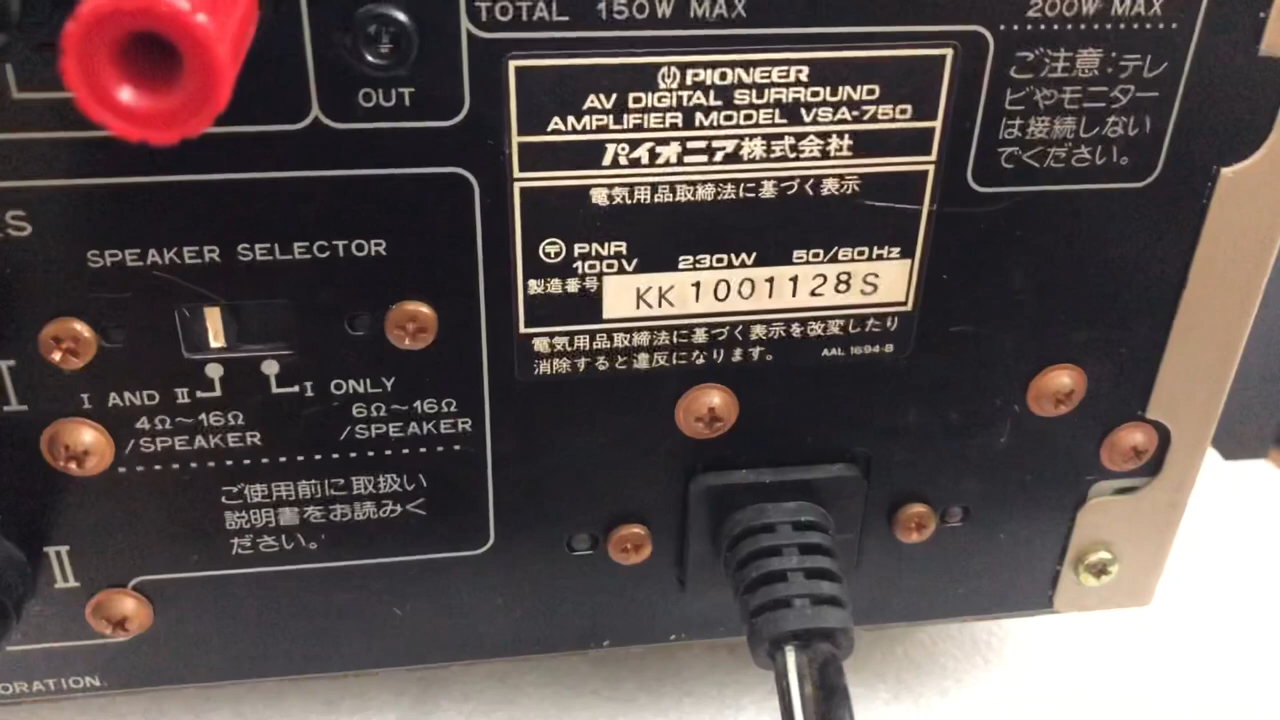 TOTAL 150W MAX
200W MAX
OUT
PIONEER
AV DIGITAL SURROUND
AMPLIFIER MODEL VSA-750
パイオニア株式会社
電気用品取締法に基づく表示
〒 PNR
100V 230W 50/60Hz
製造番号 KK 1001128S
電気用品取締法に基づく表示を改変したり
消除すると違反になります。 AAL 1694-B
ご注意：テレ
ビやモニター
は接続しない
でください。
SPEAKER SELECTOR
I
I AND II
I ONLY
4Ω～16Ω
/SPEAKER
6Ω～16Ω
/SPEAKER
ご使用前に取扱い
説明書をお読みく
ださい。
II